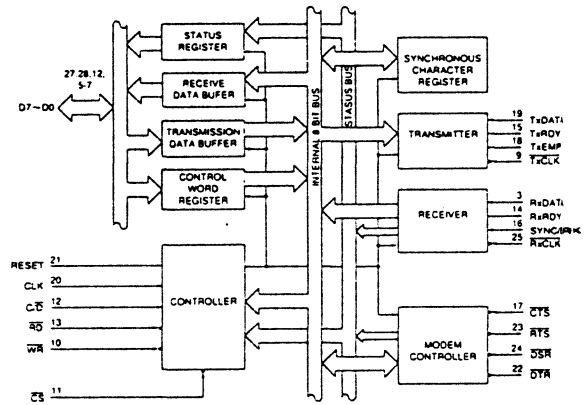 STATUS
REGISTER
RECEIVE
DATA BUFER
TRANSMISSION
DATA BUFFER
CONTROL
WORD
REGISTER
27, 28, 12,
5-7
D7~D0
INTERNAL 8 BIT BUS
STASUS BUS
SYNCHRONOUS
CHARACTER
REGISTER
TRANSMITTER
19 TxDATA
15 TxRDY
18 TxEMP
9 TxCLK
RECEIVER
3 RxDATA
14 RxRDY
16
25 RxCLK
RESET 21
CLK 20
C/D 12
RD 13
WR 10
CS 11
CONTROLLER
MODEM
CONTROLLER
17 CTS
23 RTS
24 DSR
22 DTR